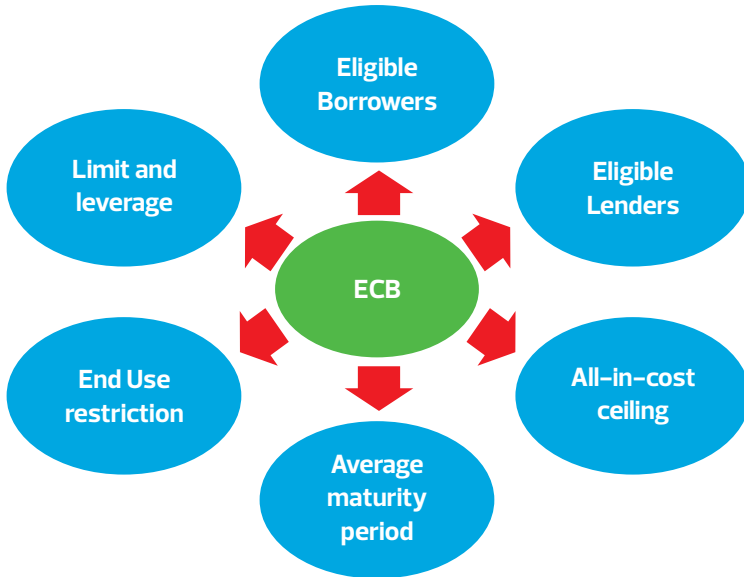 Eligible
Borrowers
Limit and
leverage
Eligible
Lenders
ECB
End Use
restriction
All-in-cost
ceiling
Average
maturity
period